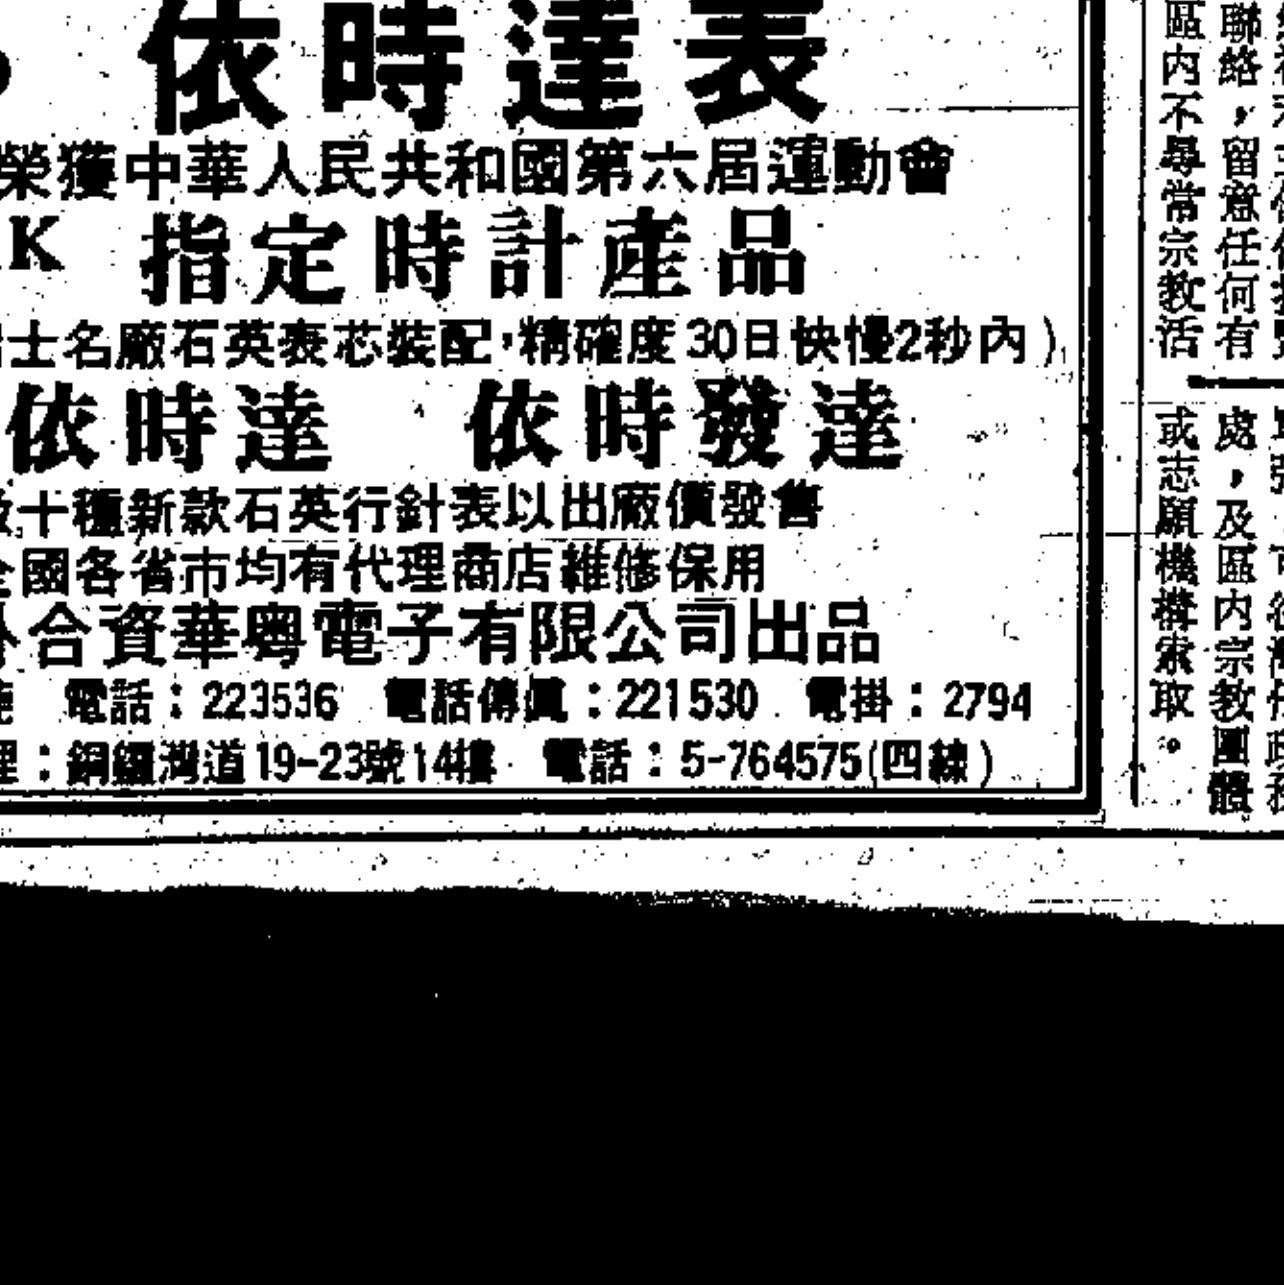 依時達表
榮獲中華人民共和國第六屆運動會
K 指定時計產品
士名廠石英表芯裝配,精確度30日快慢2秒內)
依時達 依時發達
十種新款石英行針表以出廠價發售
全國各省市均有代理商店維修保用
外合資華粵電子有限公司出品
電話:223536 電話傳真:221530 電掛:2794
理:銅鑼灣道19-23號14樓 電話:5-764575(四線)
聯絡,留意任何有
區內不尋常宗教活
處,及區內宗教團體
或志願機構索取。